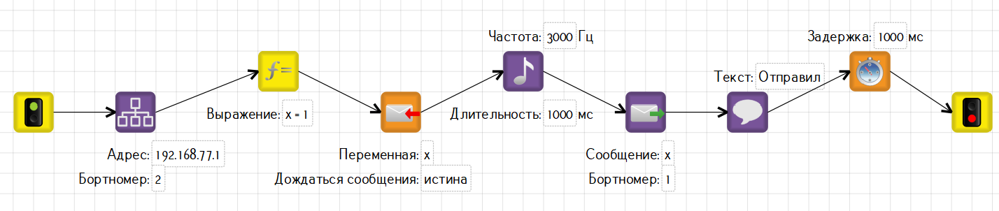 Частота: 3000 Гц
Задержка: 1000 мс
Текст: Отправил
Выражение: x = 1
Длительность: 1000 мс
Адрес: 192.168.77.1
Переменная: x
Сообщение: x
Бортномер: 2
Дождаться сообщения: истина
Бортномер: 1